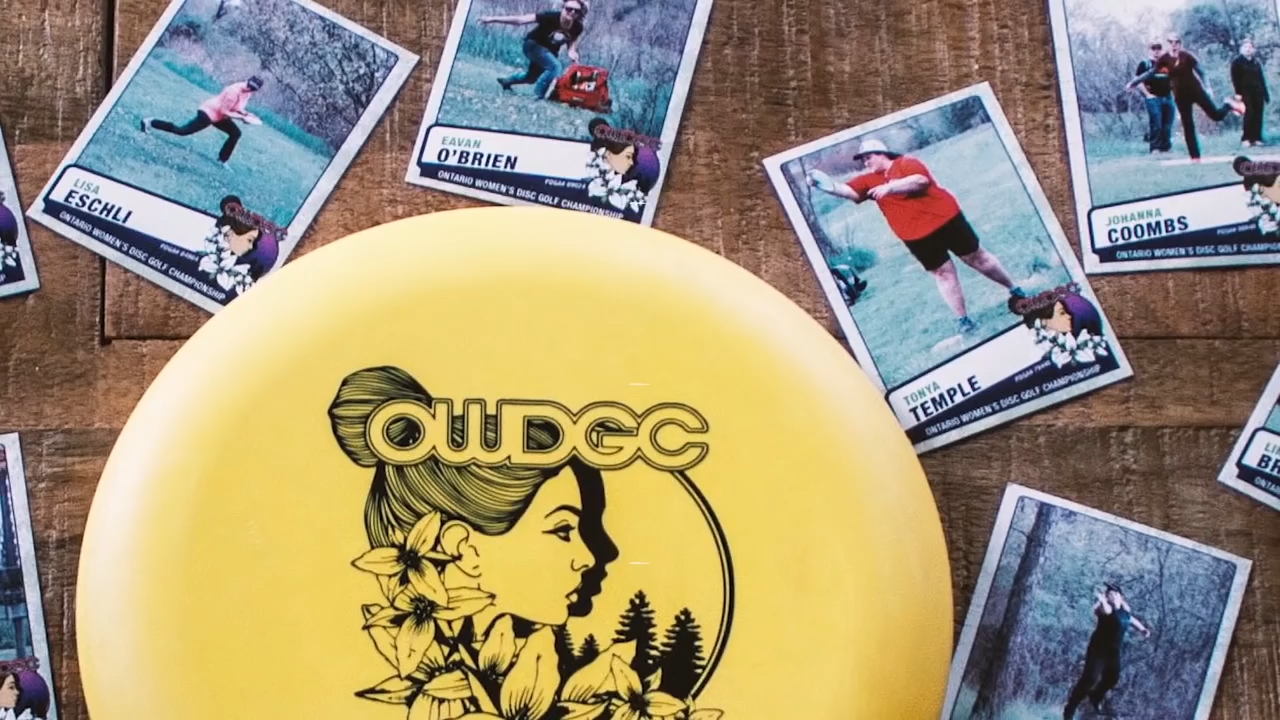 LISA
ESCHLI
ONTARIO WOMEN'S DISC GOLF CHAMPIONSHIP
EAVAN
O'BRIEN
ONTARIO WOMEN'S DISC GOLF CHAMPIONSHIP
TONYA
TEMPLE
ONTARIO WOMEN'S DISC GOLF CHAMPIONSHIP
JOHANNA
COOMBS
ONTARIO WOMEN'S DISC GOLF CHAMPIONSHIP
OWDGC